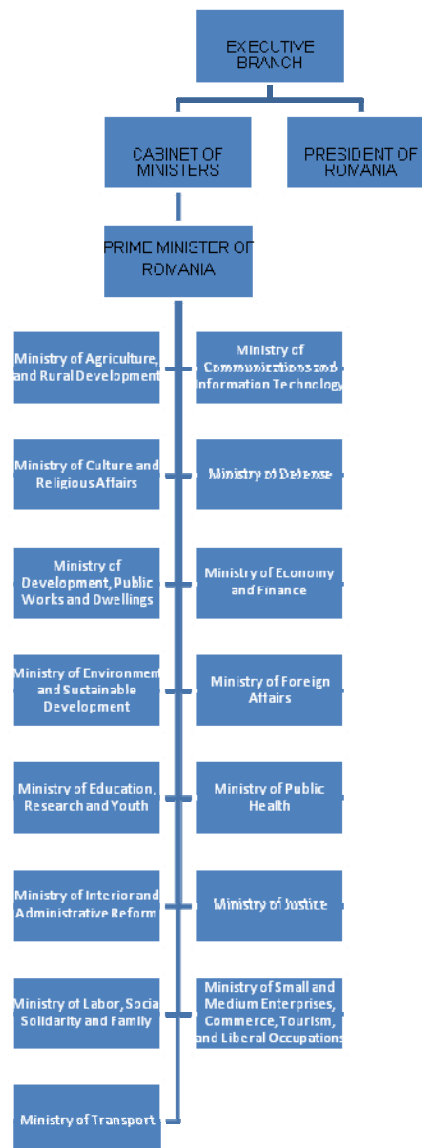 EXECUTIVE
BRANCH
CABINET OF
MINISTERS
PRESIDENT OF
ROMANIA
PRIME MINISTER OF
ROMANIA
Ministry of Agriculture,
and Rural Development
Ministry of
Communications and
Information Technology
Ministry of Culture and
Religious Affairs
Ministry of Defense
Ministry of
Development, Public
Works and Dwellings
Ministry of Economy
and Finance
Ministry of Environment
and Sustainable
Development
Ministry of Foreign
Affairs
Ministry of Education,
Research and Youth
Ministry of Public
Health
Ministry of Interior and
Administrative Reform
Ministry of Justice
Ministry of Labor, Social
Solidarity and Family
Ministry of Small and
Medium Enterprises,
Commerce, Tourism,
and Liberal Occupations
Ministry of Transport